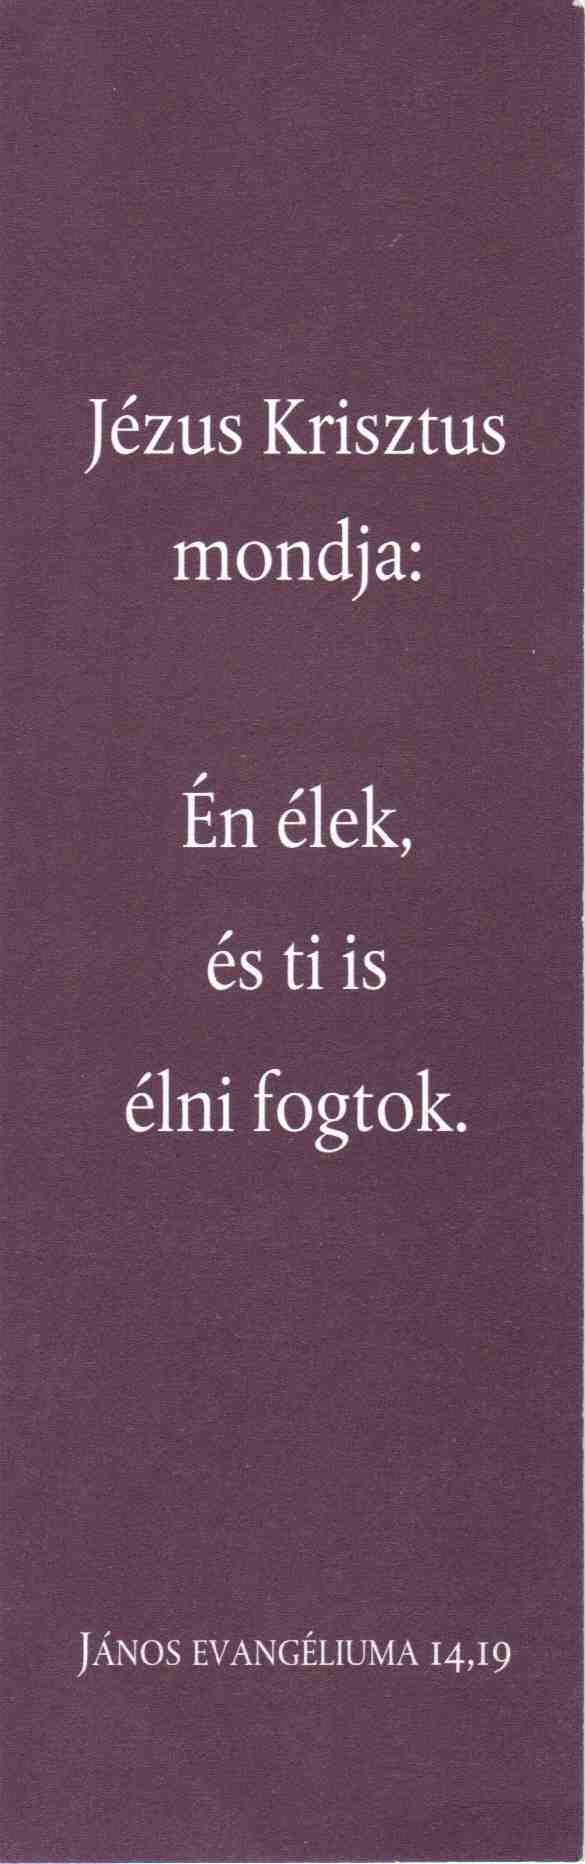 Jézus Krisztus
mondja:
Én élek,
és ti is
élni fogtok.
János evangéliuma 14,19